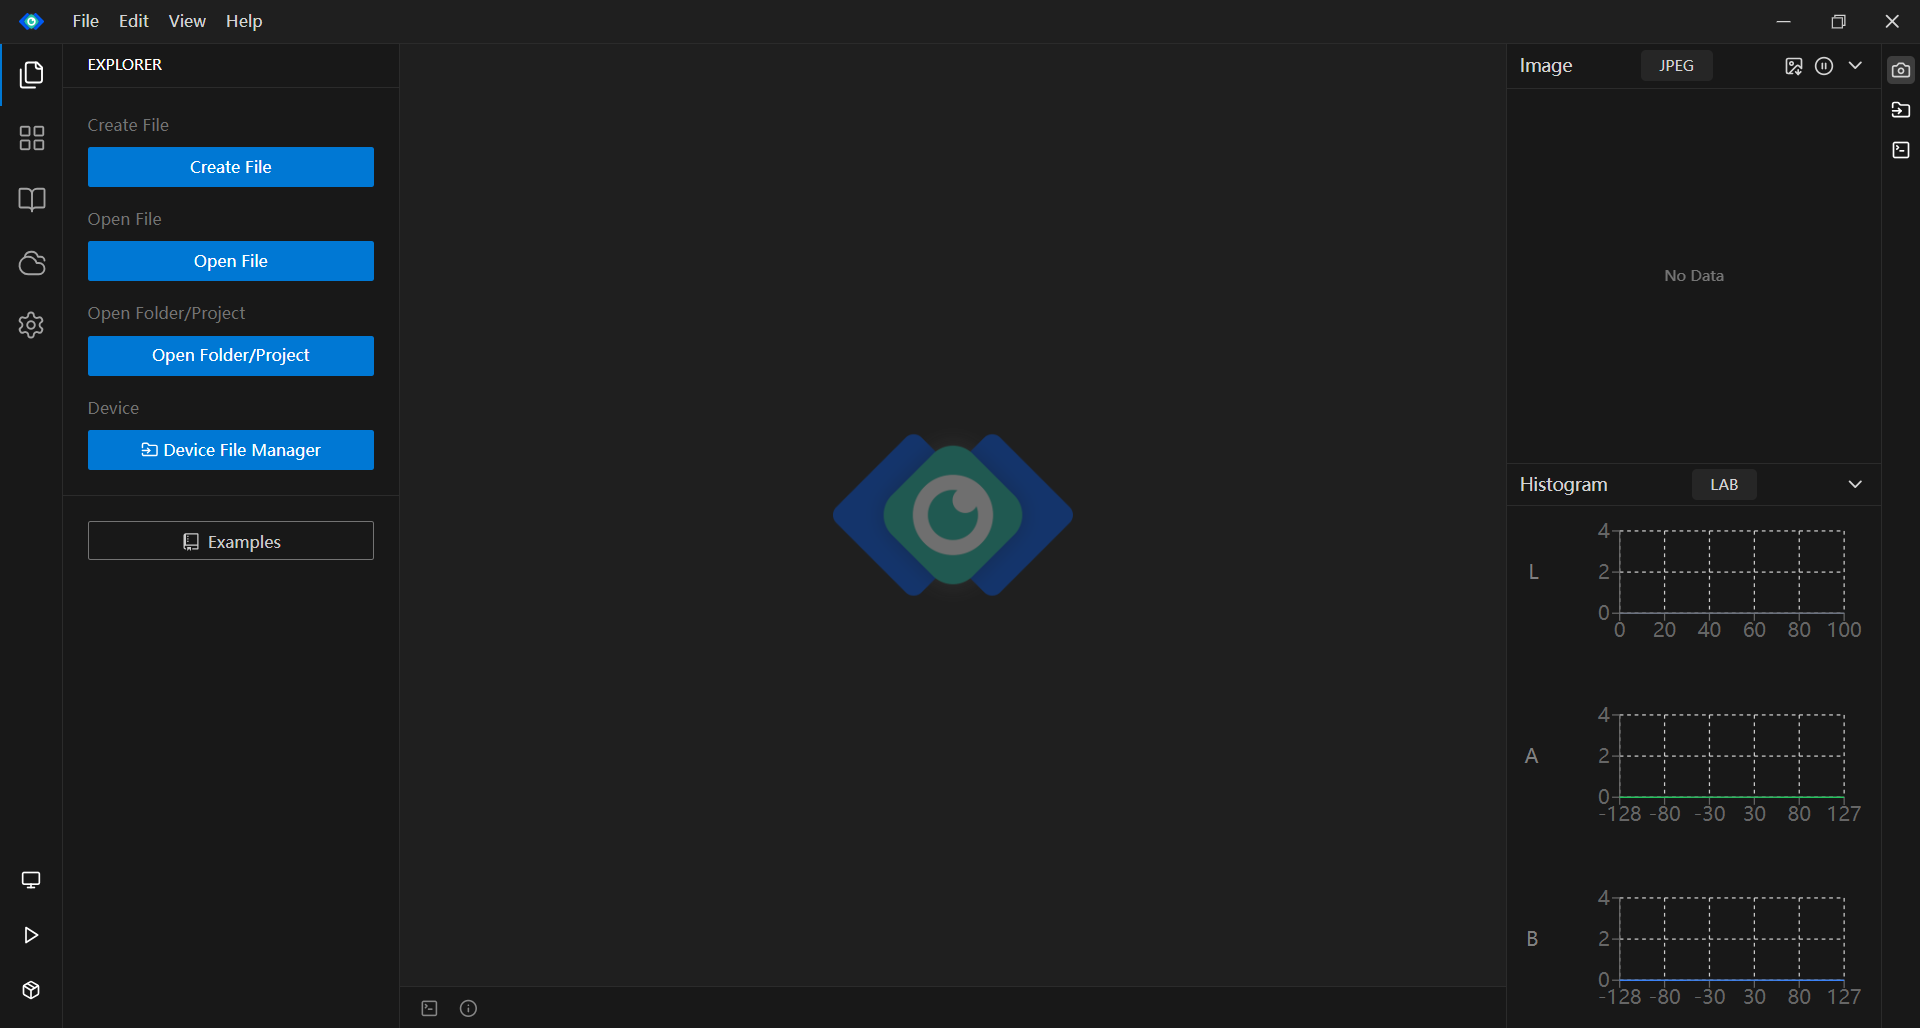 File Edit View Help
EXPLORER
Create File
Create File
Open File
Open File
Open Folder/Project
Open Folder/Project
Device
Device File Manager
Examples
Image JPEG
No Data
Histogram LAB
L
4
2
0
0 20 40 60 80 100
A
4
2
0
-128 -80 -30 30 80 127
B
4
2
0
-128 -80 -30 30 80 127